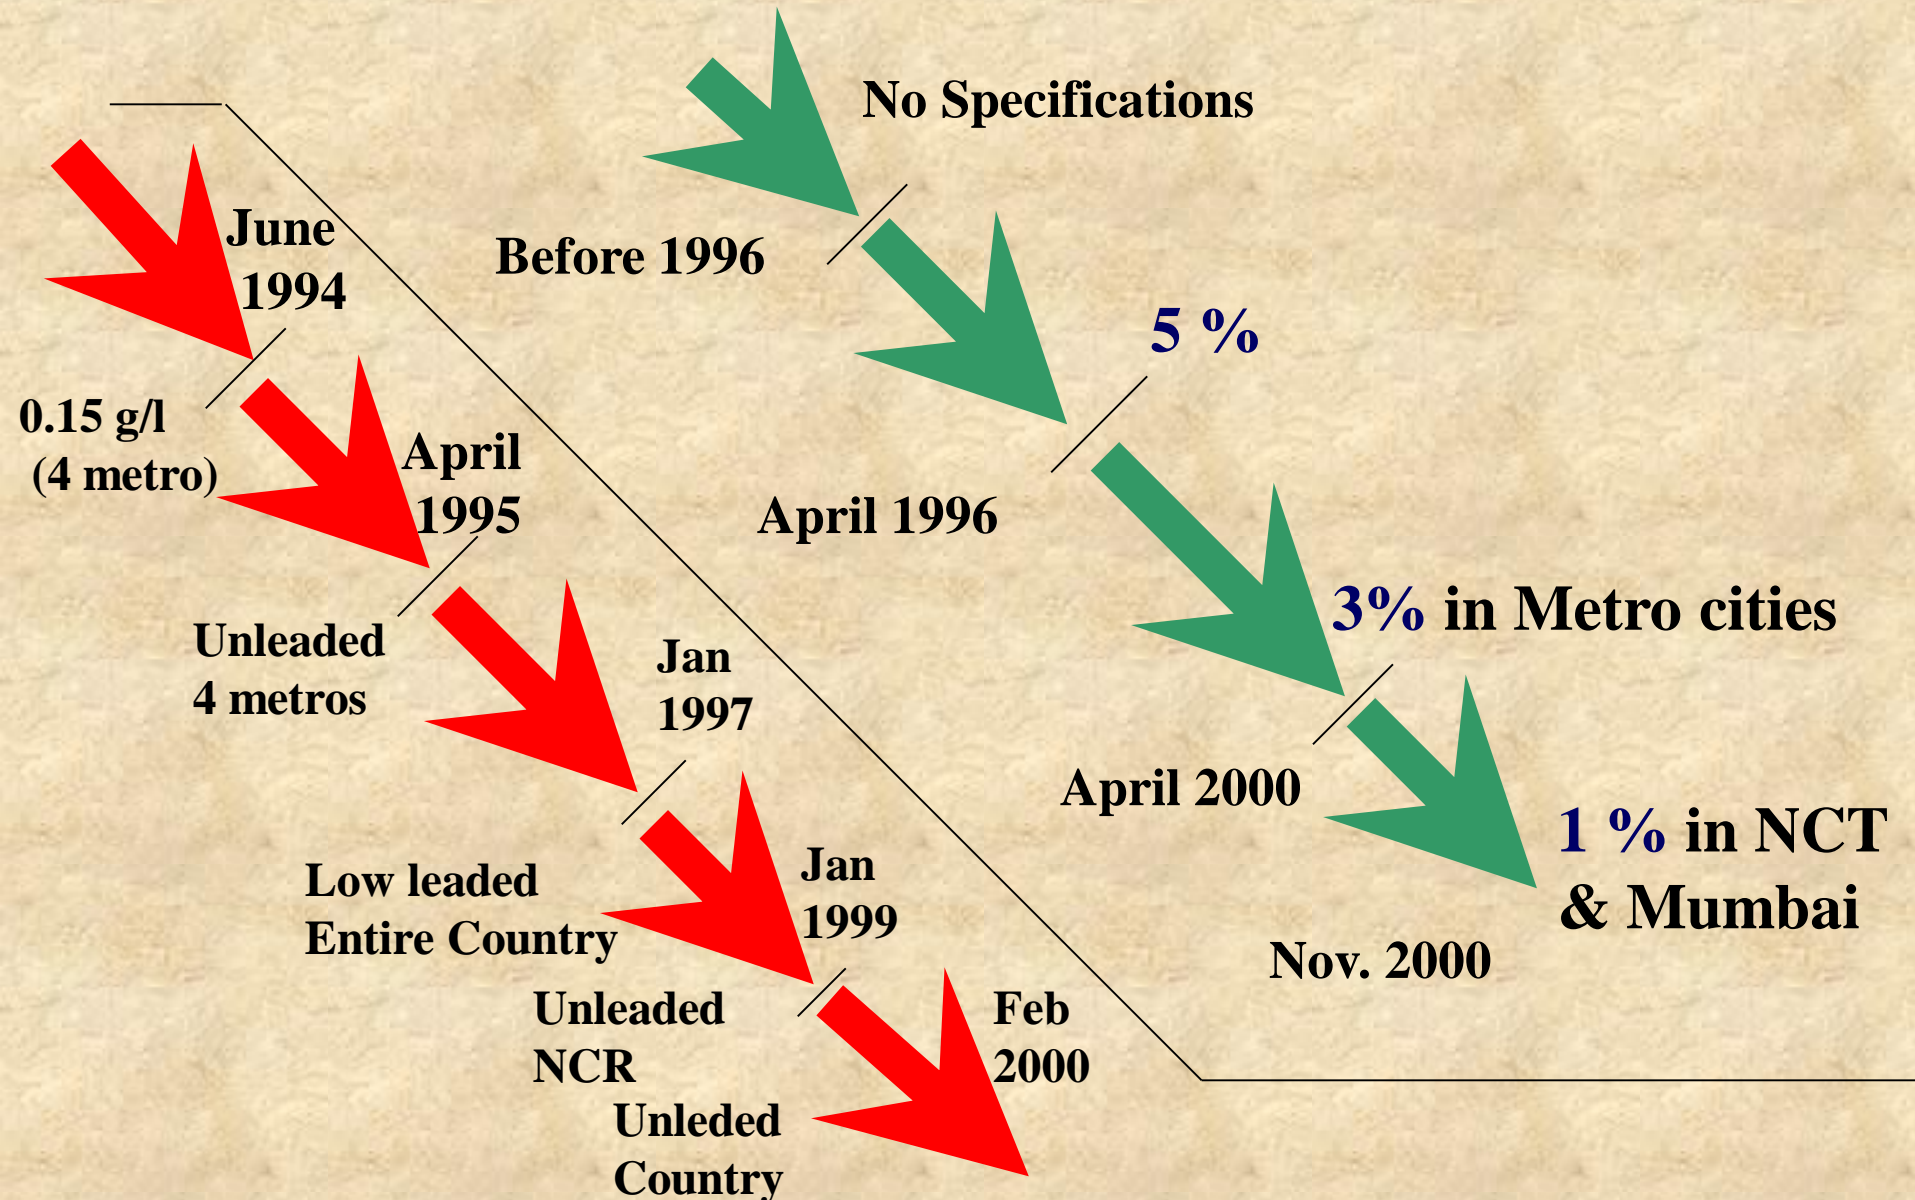 No Specifications
Before 1996
5 %
April 1996
3% in Metro cities
April 2000
1 % in NCT
& Mumbai
Nov. 2000
June
1994
0.15 g/l
(4 metro)
April
1995
Unleaded
4 metros
Jan
1997
Low leaded
Entire Country
Jan
1999
Unleaded
NCR
Feb
2000
Unleded
Country